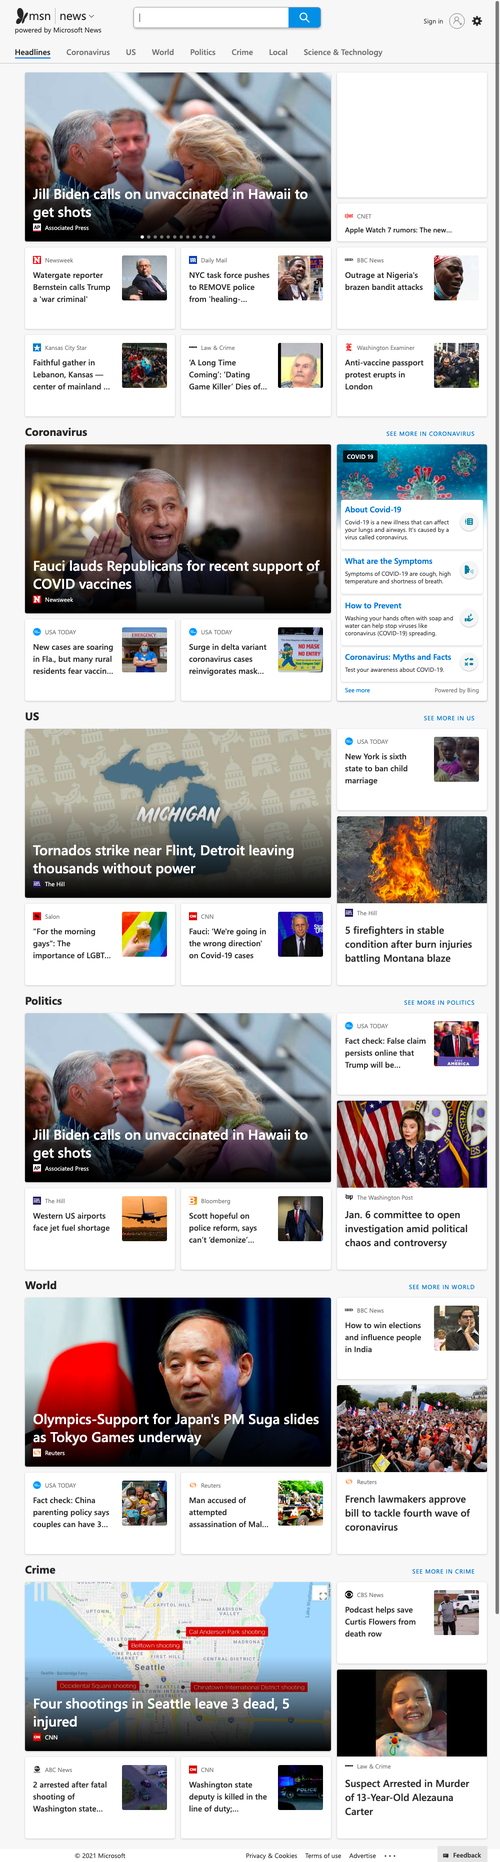 msn | news
powered by Microsoft News
Sign in
Headlines Coronavirus US World Politics Crime Local Science & Technology
Jill Biden calls on unvaccinated in Hawaii to
get shots
AP Associated Press
CNET
Apple Watch 7 rumors: The new...
Newsweek
Watergate reporter
Bernstein calls Trump
a 'war criminal'
Daily Mail
NYC task force pushes
to REMOVE police
from 'healing-...
BBC News
Outrage at Nigeria's
brazen bandit attacks
Kansas City Star
Faithful gather in
Lebanon, Kansas —
center of mainland ...
Law & Crime
'A Long Time
Coming': 'Dating
Game Killer' Dies of...
Washington Examiner
Anti-vaccine passport
protest erupts in
London
Coronavirus
SEE MORE IN CORONAVIRUS
Fauci lauds Republicans for recent support of
COVID vaccines
Newsweek
COVID 19
About Covid-19
Covid-19 is a new illness that can affect
your lungs and airways. It's caused by a
virus called coronavirus.
What are the Symptoms
Symptoms of COVID-19 are cough, high
temperature and shortness of breath.
How to Prevent
Washing your hands often with soap and
water can help stop viruses like
coronavirus (COVID-19) spreading.
Coronavirus: Myths and Facts
Test your awareness about COVID-19.
See more
Powered by Bing
USA TODAY
New cases are soaring
in Fla., but many rural
residents fear vaccin...
EMERGENCY
USA TODAY
Surge in delta variant
coronavirus cases
reinvigorates mask...
NO MASK
NO ENTRY
US
SEE MORE IN US
MICHIGAN
Tornados strike near Flint, Detroit leaving
thousands without power
The Hill
USA TODAY
New York is sixth
state to ban child
marriage
The Hill
5 firefighters in stable
condition after burn injuries
battling Montana blaze
Salon
"For the morning
gays": The
importance of LGBT...
CNN
Fauci: 'We're going in
the wrong direction'
on Covid-19 cases
Politics
SEE MORE IN POLITICS
Jill Biden calls on unvaccinated in Hawaii to
get shots
AP Associated Press
USA TODAY
Fact check: False claim
persists online that
Trump will be...
AMERICA
The Washington Post
Jan. 6 committee to open
investigation amid political
chaos and controversy
The Hill
Western US airports
face jet fuel shortage
Bloomberg
Scott hopeful on
police reform, says
can't 'demonize'...
World
SEE MORE IN WORLD
Olympics-Support for Japan's PM Suga slides
as Tokyo Games underway
Reuters
BBC News
How to win elections
and influence people
in India
Reuters
French lawmakers approve
bill to tackle fourth wave of
coronavirus
USA TODAY
Fact check: China
parenting policy says
couples can have 3...
Reuters
Man accused of
attempted
assassination of Mal...
Crime
SEE MORE IN CRIME
UPTOWN
CAPITOL HILL
MADISON
VALLEY
Cal Anderson Park shooting
BELLTOWN
Belltown shooting
MADRONA
PIKE PLACE
MARKET
FIRST HILL
CENTRAL DISTRICT
Seattle
Occidental Square shooting
Chinatown-International District shooting
Four shootings in Seattle leave 3 dead, 5
injured
CNN
CBS News
Podcast helps save
Curtis Flowers from
death row
Law & Crime
Suspect Arrested in Murder
of 13-Year-Old Alezauna
Carter
ABC News
2 arrested after fatal
shooting of
Washington state...
CNN
Washington state
deputy is killed in the
line of duty;...
POLICE
© 2021 Microsoft
Privacy & Cookies Terms of use Advertise ...
Feedback